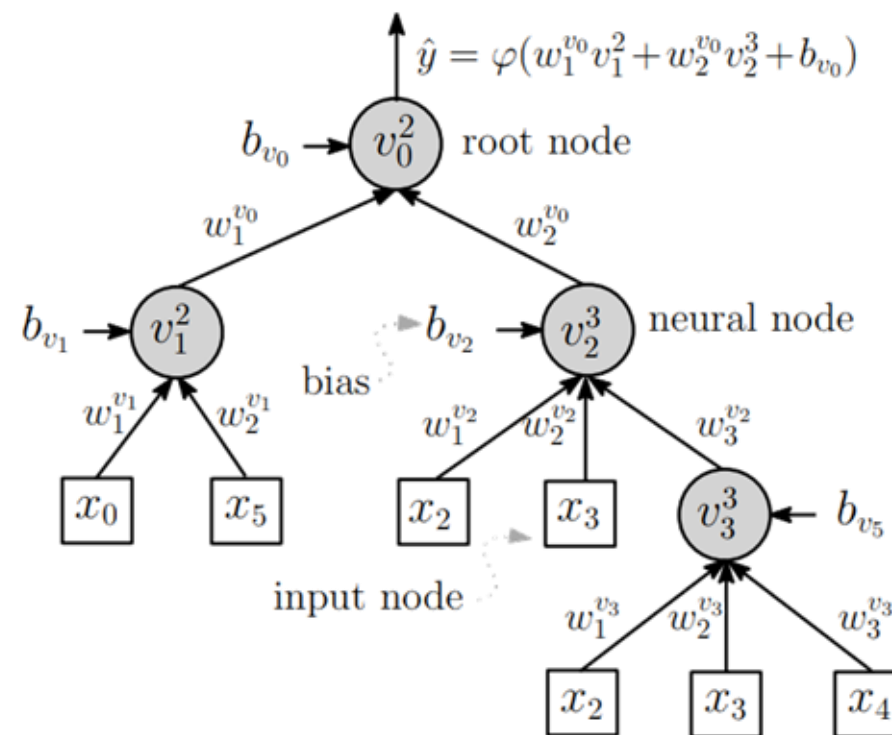 ŷ = φ(w₁^{v₀}v₁² + w₂^{v₀}v₂³ + b_{v₀})
b_{v₀} v₀² root node
w₁^{v₀} w₂^{v₀}
b_{v₁} v₁² b_{v₂} v₂³ neural node
bias
w₁^{v₁} w₂^{v₁} w₁^{v₂} w₂^{v₂} w₃^{v₂}
x₀ x₅ x₂ x₃ v₃³ b_{v₅}
input node
w₁^{v₃} w₂^{v₃} w₃^{v₃}
x₂ x₃ x₄